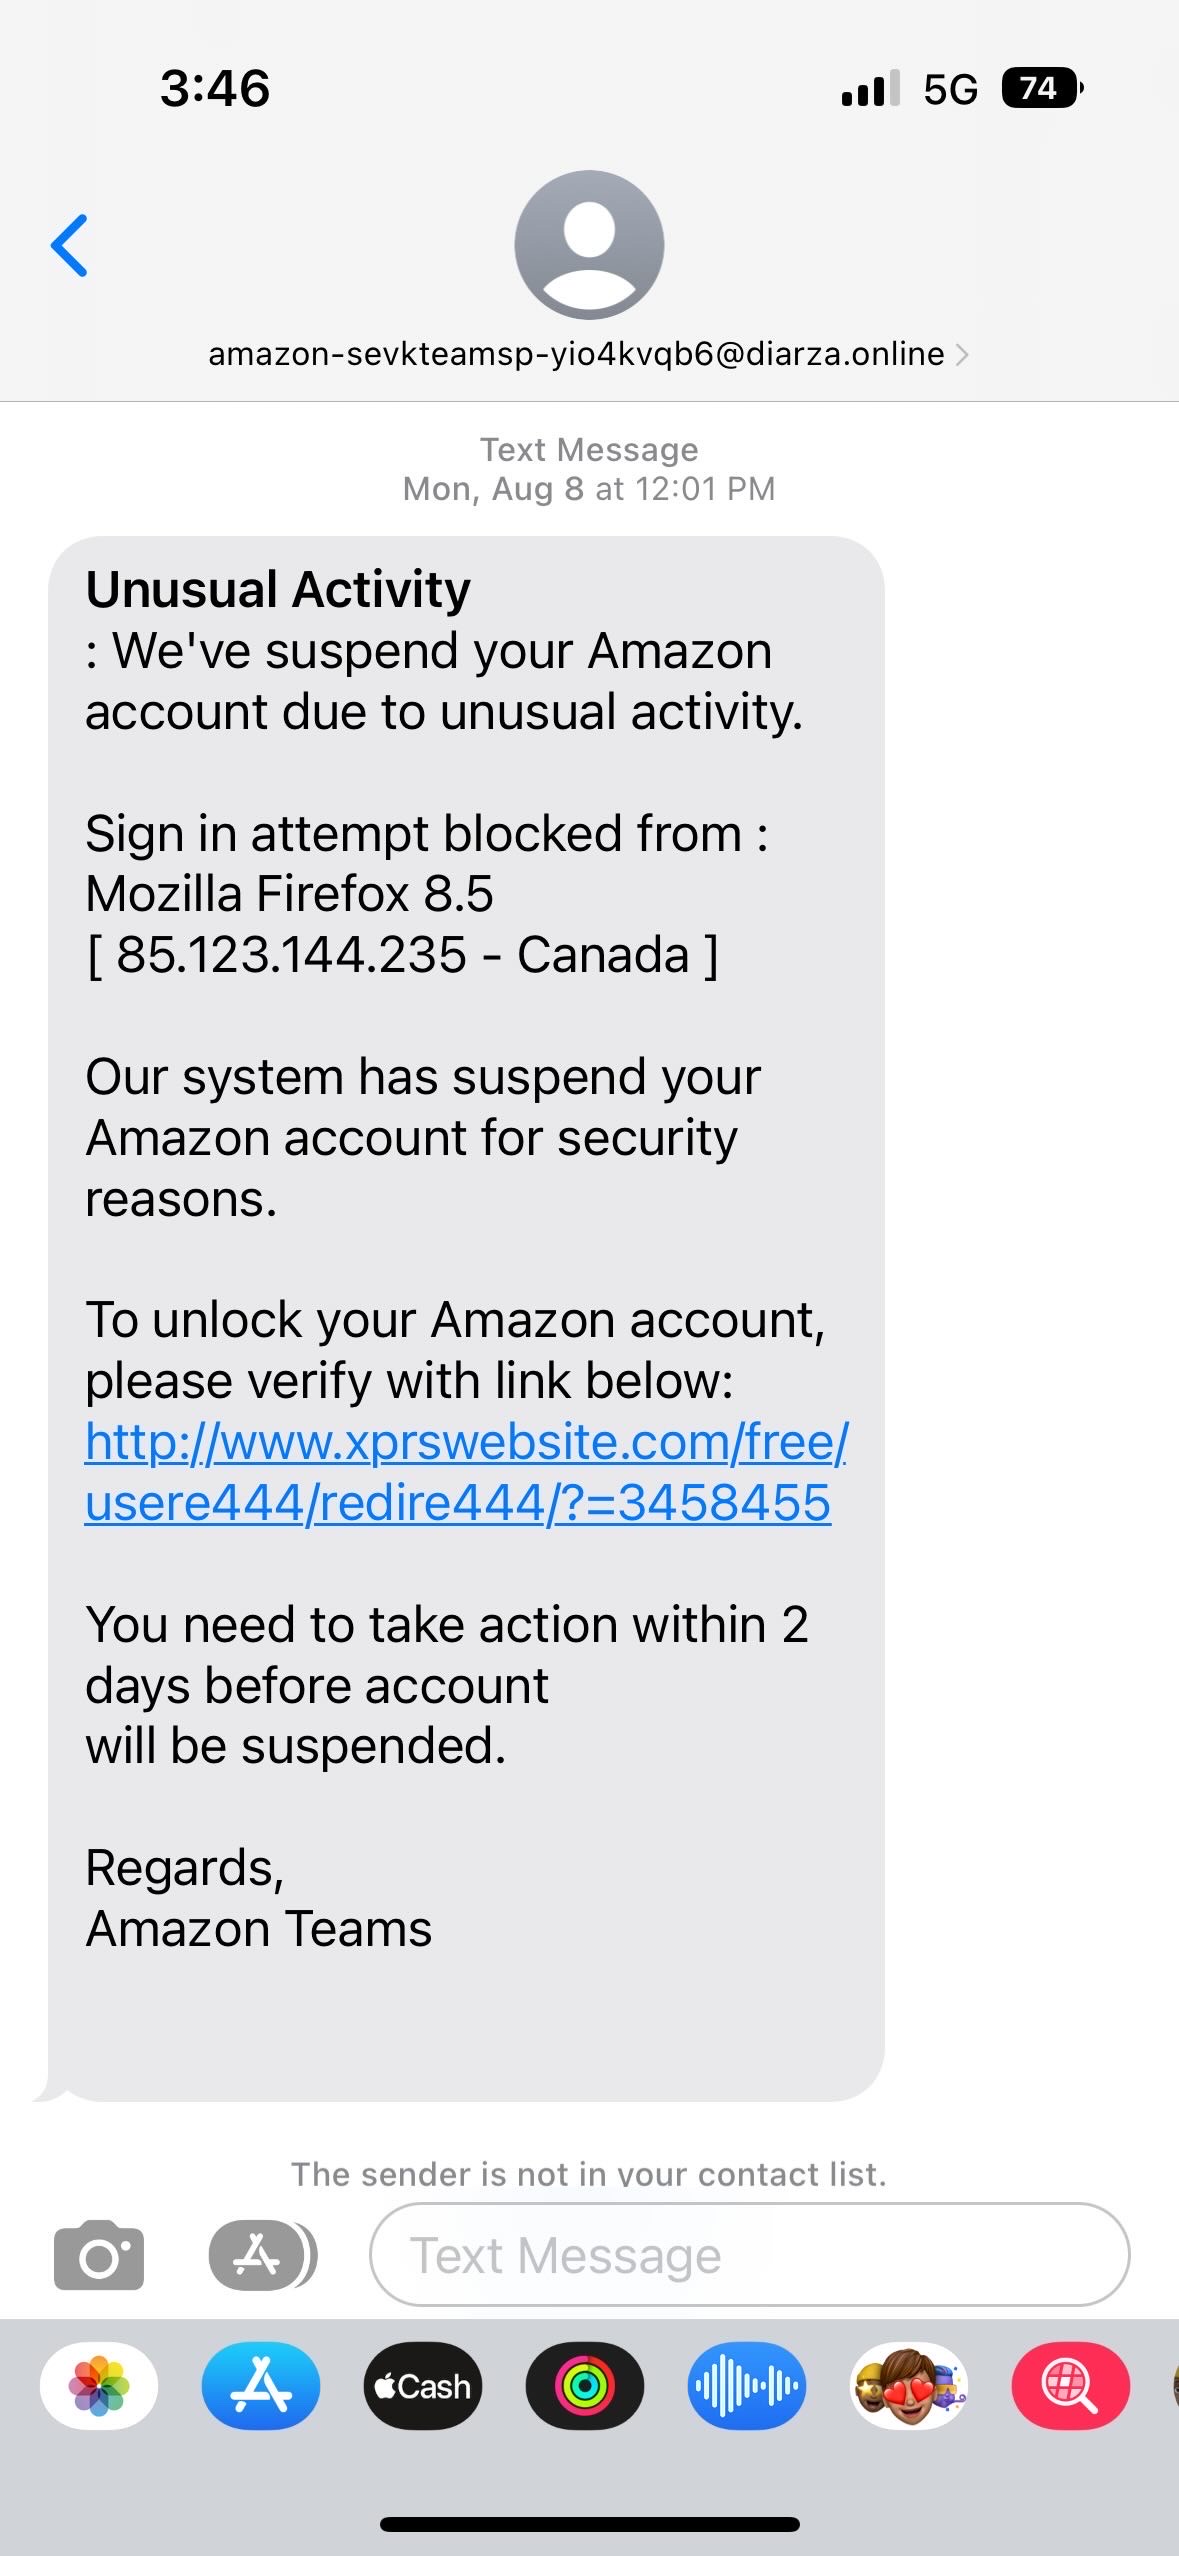 3:46
5G 74
amazon-sevkteamsp-yio4kvqb6@diarza.online
Text Message
Mon, Aug 8 at 12:01 PM
Unusual Activity
: We've suspend your Amazon
account due to unusual activity.
Sign in attempt blocked from :
Mozilla Firefox 8.5
[ 85.123.144.235 - Canada ]
Our system has suspend your
Amazon account for security
reasons.
To unlock your Amazon account,
please verify with link below:
http://www.xprswebsite.com/free/
usere444/redire444/?=3458455
You need to take action within 2
days before account
will be suspended.
Regards,
Amazon Teams
The sender is not in your contact list.
Text Message
Cash